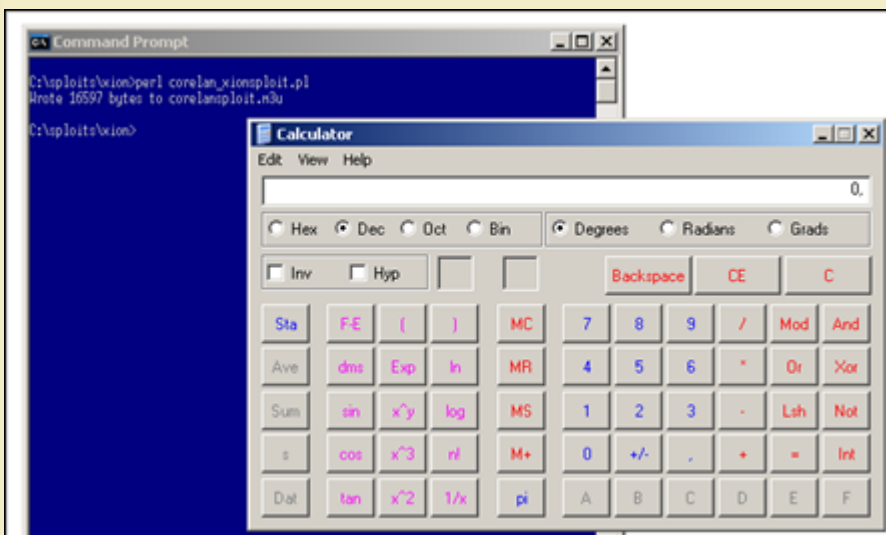 Command Prompt
C:\sploits\xion>perl corelan_xionsploit.pl
Wrote 16597 bytes to corelansploit.m3u
C:\sploits\xion>
Calculator
Edit View Help
0,
Hex Dec Oct Bin Degrees Radians Grads
Inv Hyp Backspace CE C
Sta F-E ( ) MC 7 8 9 / Mod And
Ave dms Exp ln MR 4 5 6 * Or Xor
Sum sin x^y log MS 1 2 3 - Lsh Not
s cos x^3 n! M+ 0 +/- , + = Int
Dat tan x^2 1/x pi A B C D E F